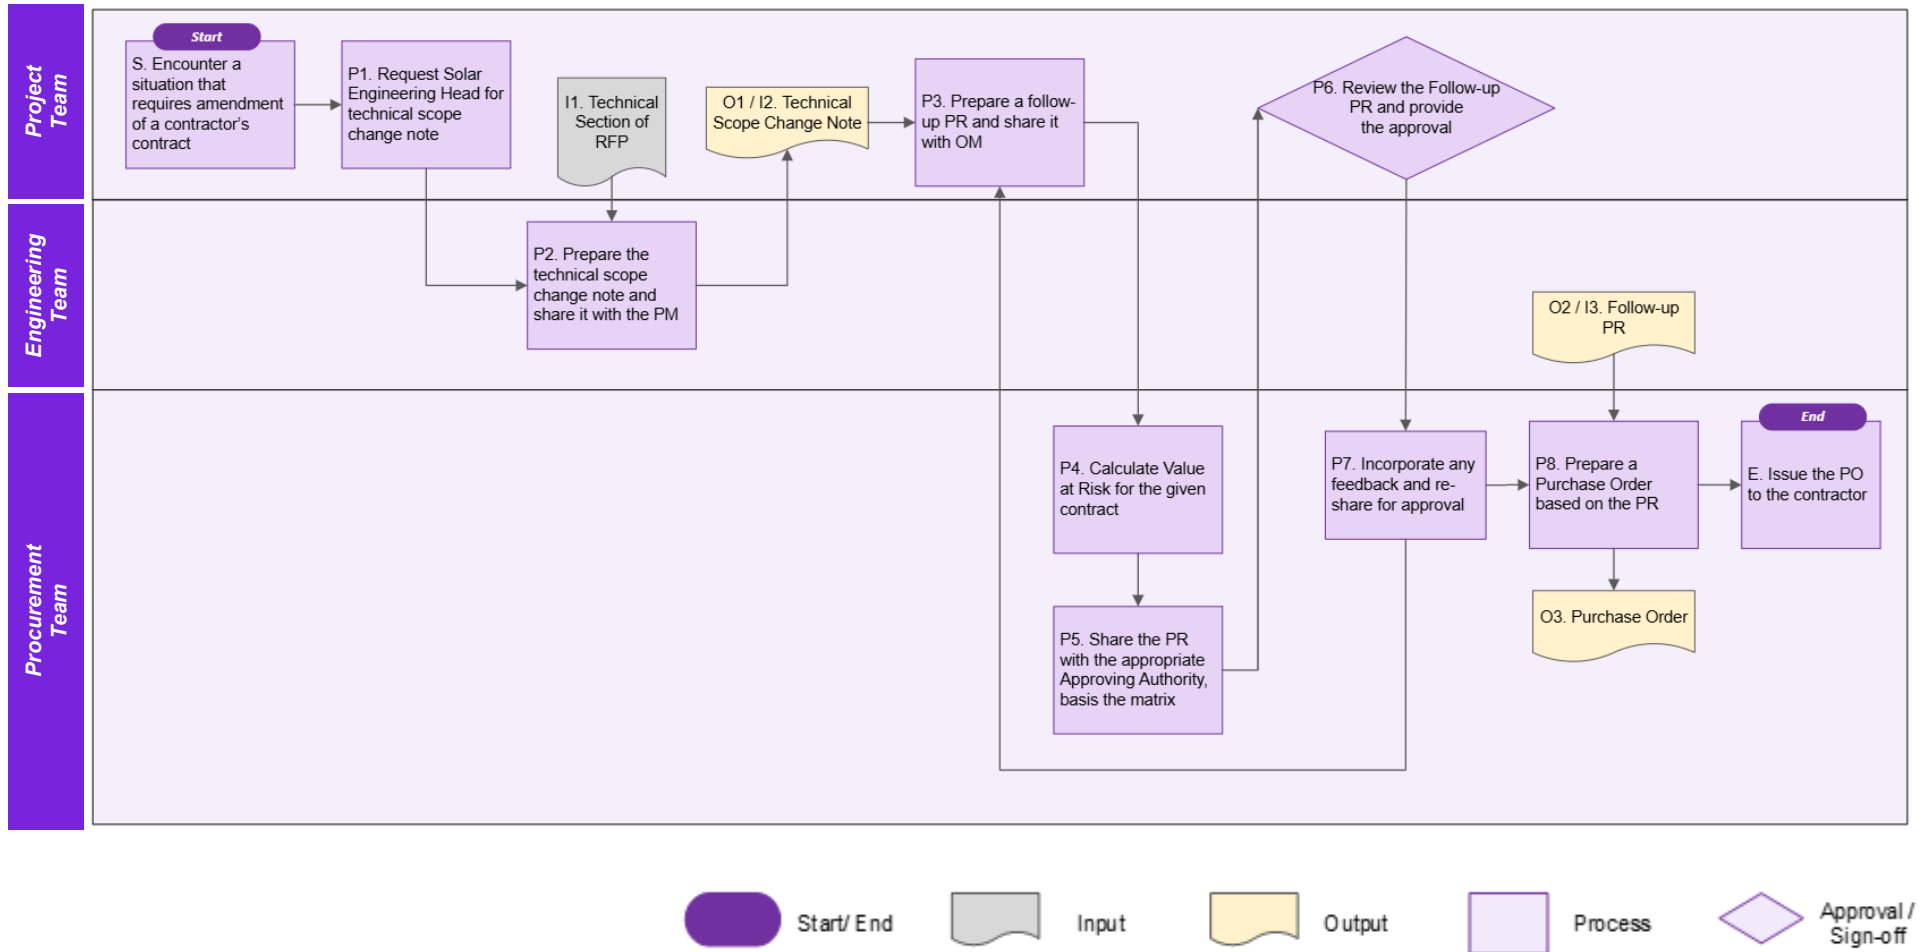 Project
Team
Start
S. Encounter a
situation that
requires amendment
of a contractor's
contract
P1. Request Solar
Engineering Head for
technical scope
change note
I1. Technical
Section of
RFP
O1 / I2. Technical
Scope Change Note
P3. Prepare a follow-
up PR and share it
with OM
P6. Review the Follow-up
PR and provide
the approval
Engineering
Team
P2. Prepare the
technical scope
change note and
share it with the PM
O2 / I3. Follow-up
PR
Procurement
Team
P4. Calculate Value
at Risk for the given
contract
P5. Share the PR
with the appropriate
Approving Authority,
basis the matrix
P7. Incorporate any
feedback and re-
share for approval
P8. Prepare a
Purchase Order
based on the PR
End
E. Issue the PO
to the contractor
O3. Purchase Order
Start/ End
Input
Output
Process
Approval /
Sign-off